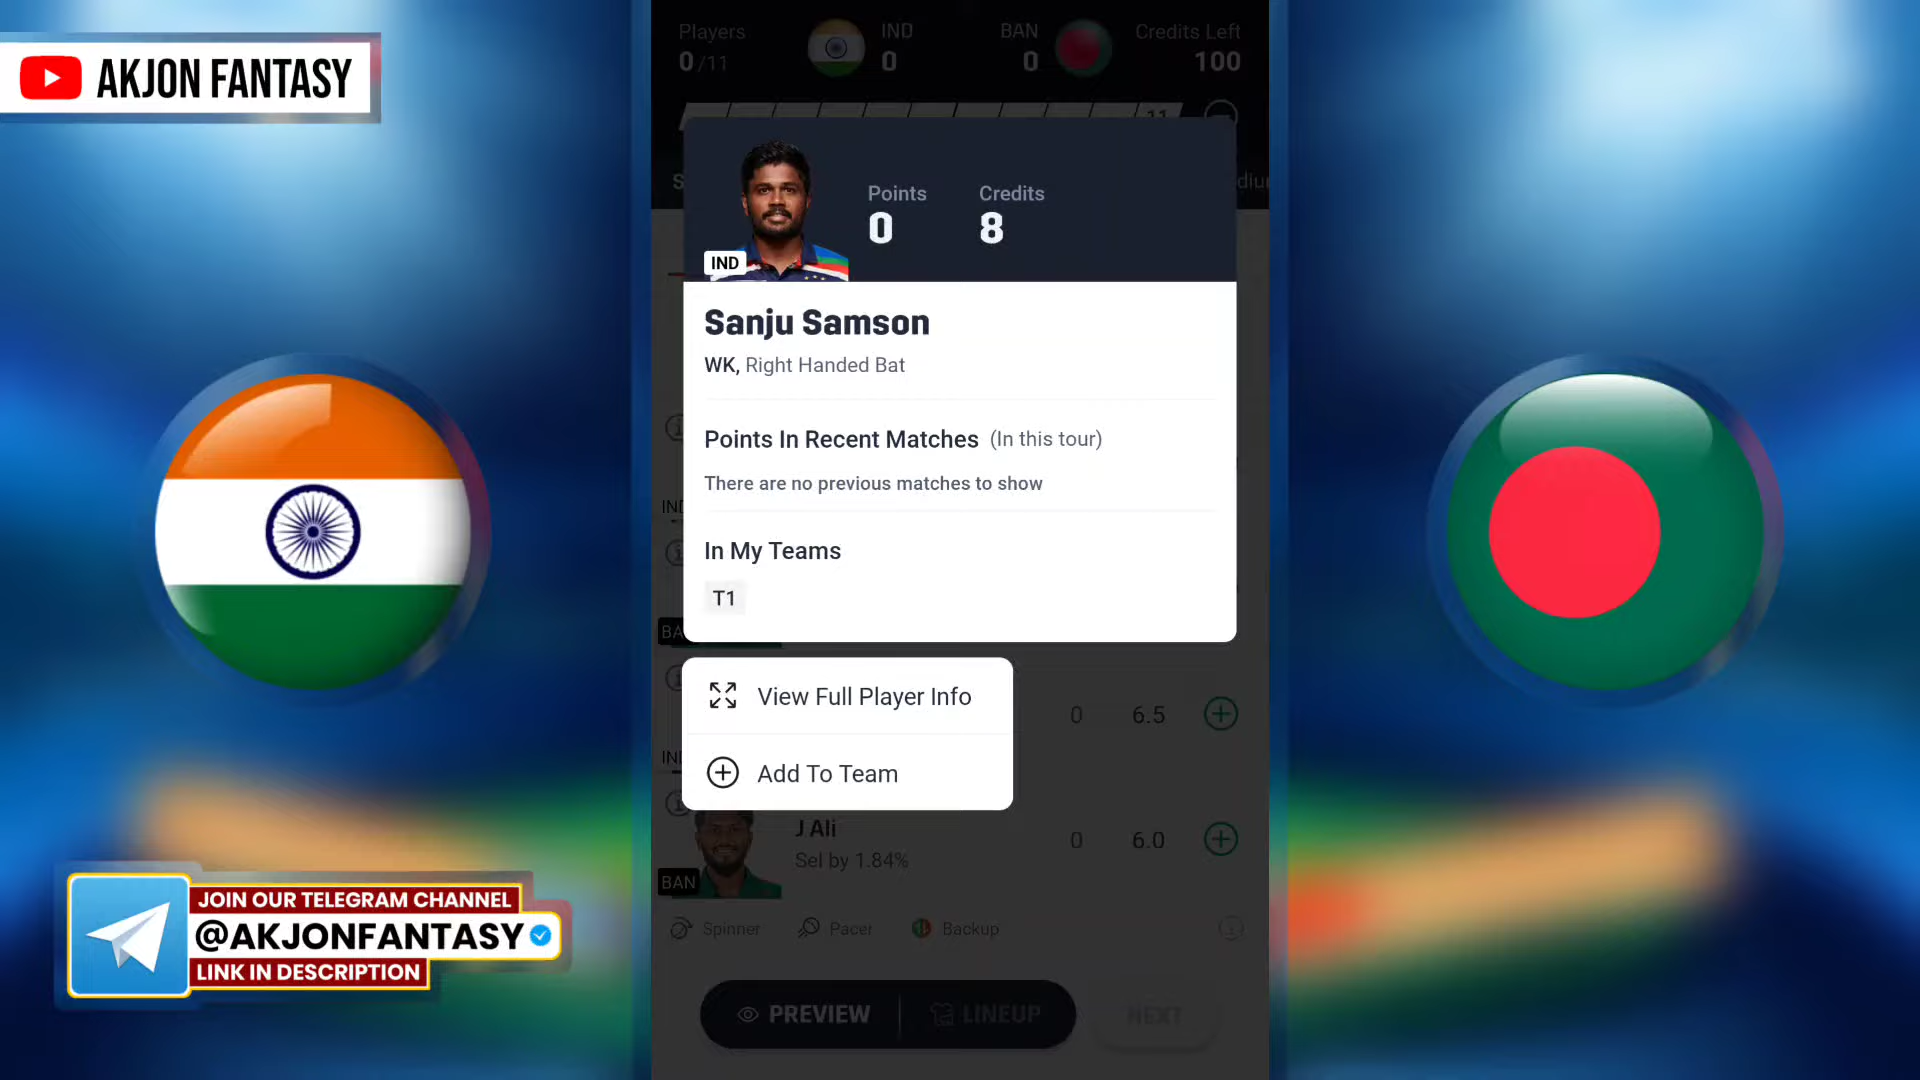 AKJON FANTASY
Players
0/11
IND
0
BAN
0
Credits Left
100
11
Points
0
Credits
8
IND
Sanju Samson
WK, Right Handed Bat
Points In Recent Matches (In this tour)
There are no previous matches to show
In My Teams
T1
View Full Player Info
0 6.5
Add To Team
J Ali
Sel by 1.84%
0 6.0
BAN
Spinner Pacer Backup
PREVIEW LINEUP NEXT
JOIN OUR TELEGRAM CHANNEL
@AKJONFANTASY
LINK IN DESCRIPTION